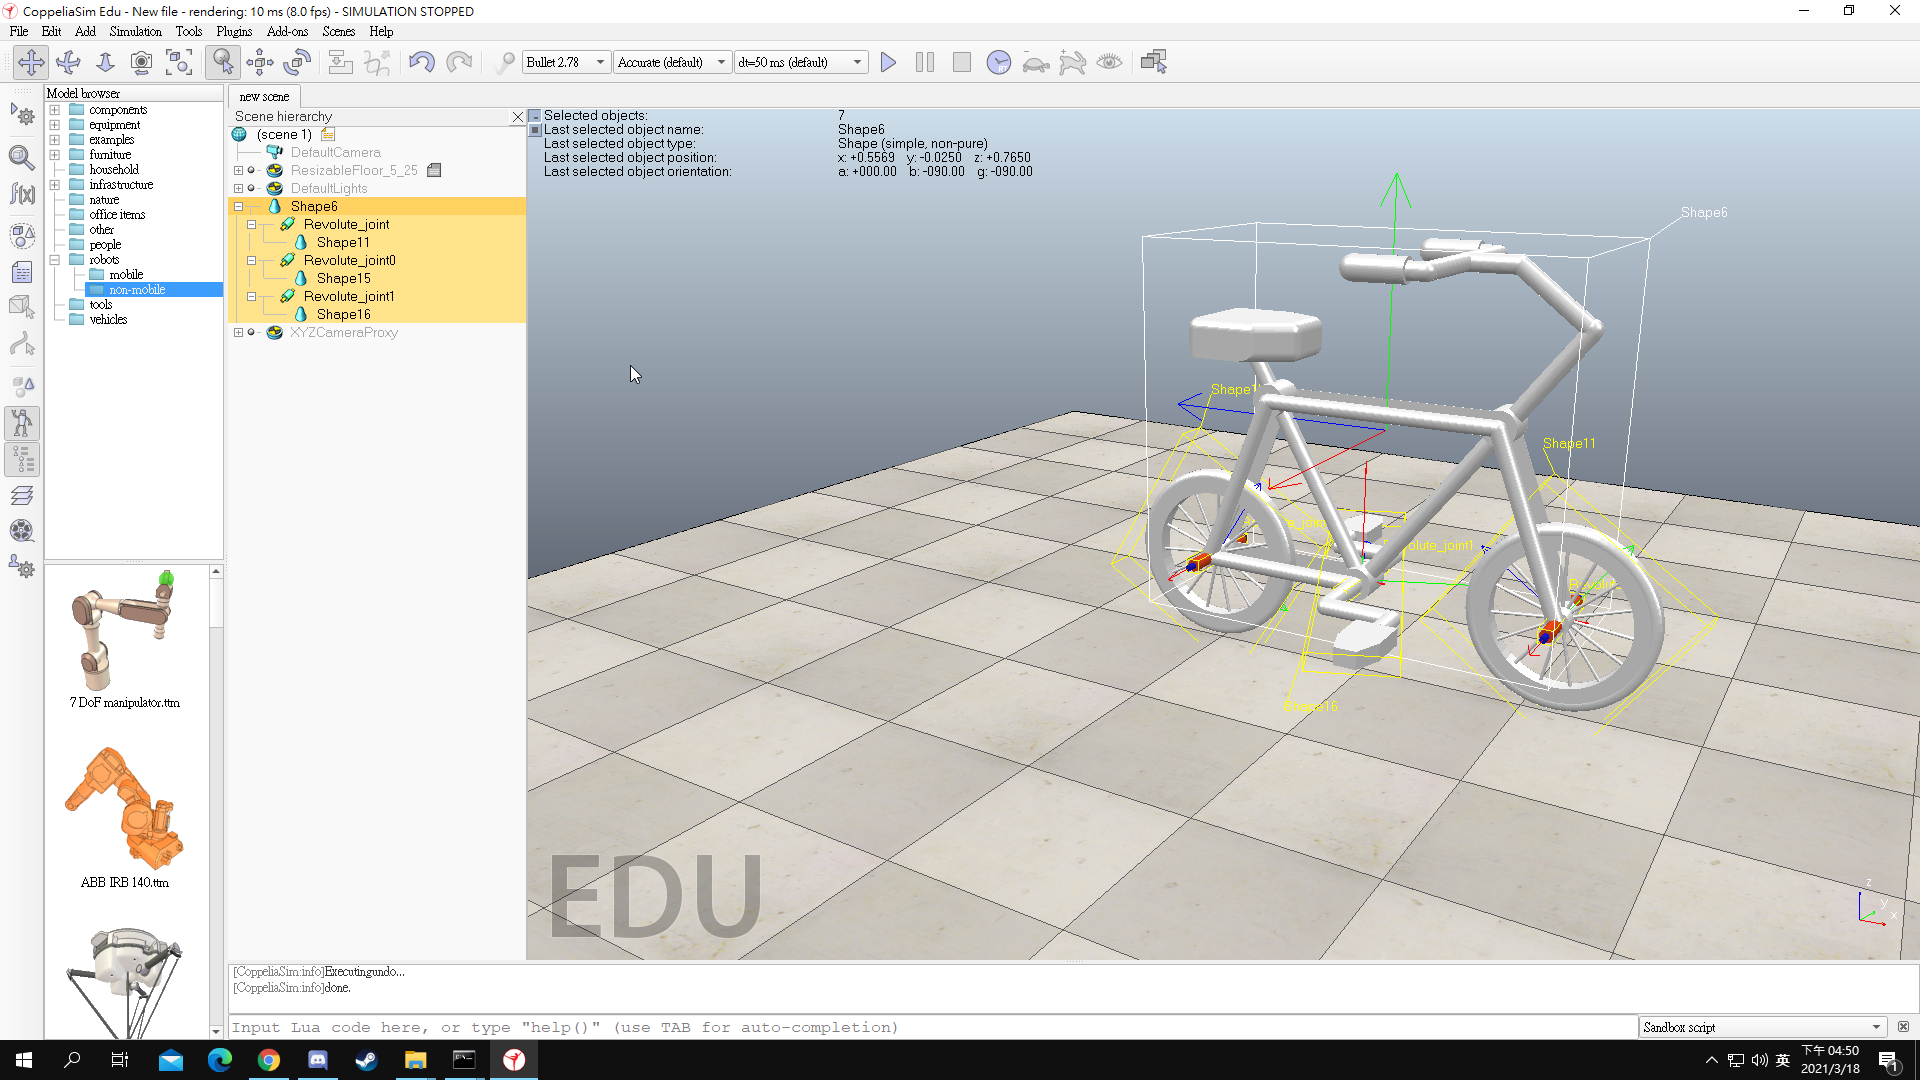 CoppeliaSim Edu - New file - rendering: 10 ms (8.0 fps) - SIMULATION STOPPED
File Edit Add Simulation Tools Plugins Add-ons Scenes Help
Bullet 2.78 Accurate (default) dt=50 ms (default)
Model browser
components
equipment
examples
furniture
household
infrastructure
nature
office items
other
people
robots
mobile
non-mobile
tools
vehicles
7 DoF manipulator.ttm
ABB IRB 140.ttm
new scene
Scene hierarchy
(scene 1)
DefaultCamera
ResizableFloor_5_25
DefaultLights
Shape6
Revolute_joint
Shape11
Revolute_joint0
Shape15
Revolute_joint1
Shape16
XYZCameraProxy
Selected objects: 7
Last selected object name: Shape6
Last selected object type: Shape (simple, non-pure)
Last selected object position: x: +0.5569 y: -0.0250 z: +0.7650
Last selected object orientation: a: +000.00 b: -090.00 g: -090.00
Shape6
Shape11
Shape16
EDU
z
y
x
[CoppeliaSim:info]Executingundo...
[CoppeliaSim:info]done.
Input Lua code here, or type "help()" (use TAB for auto-completion)
Sandbox script
英
下午 04:50
2021/3/18
1